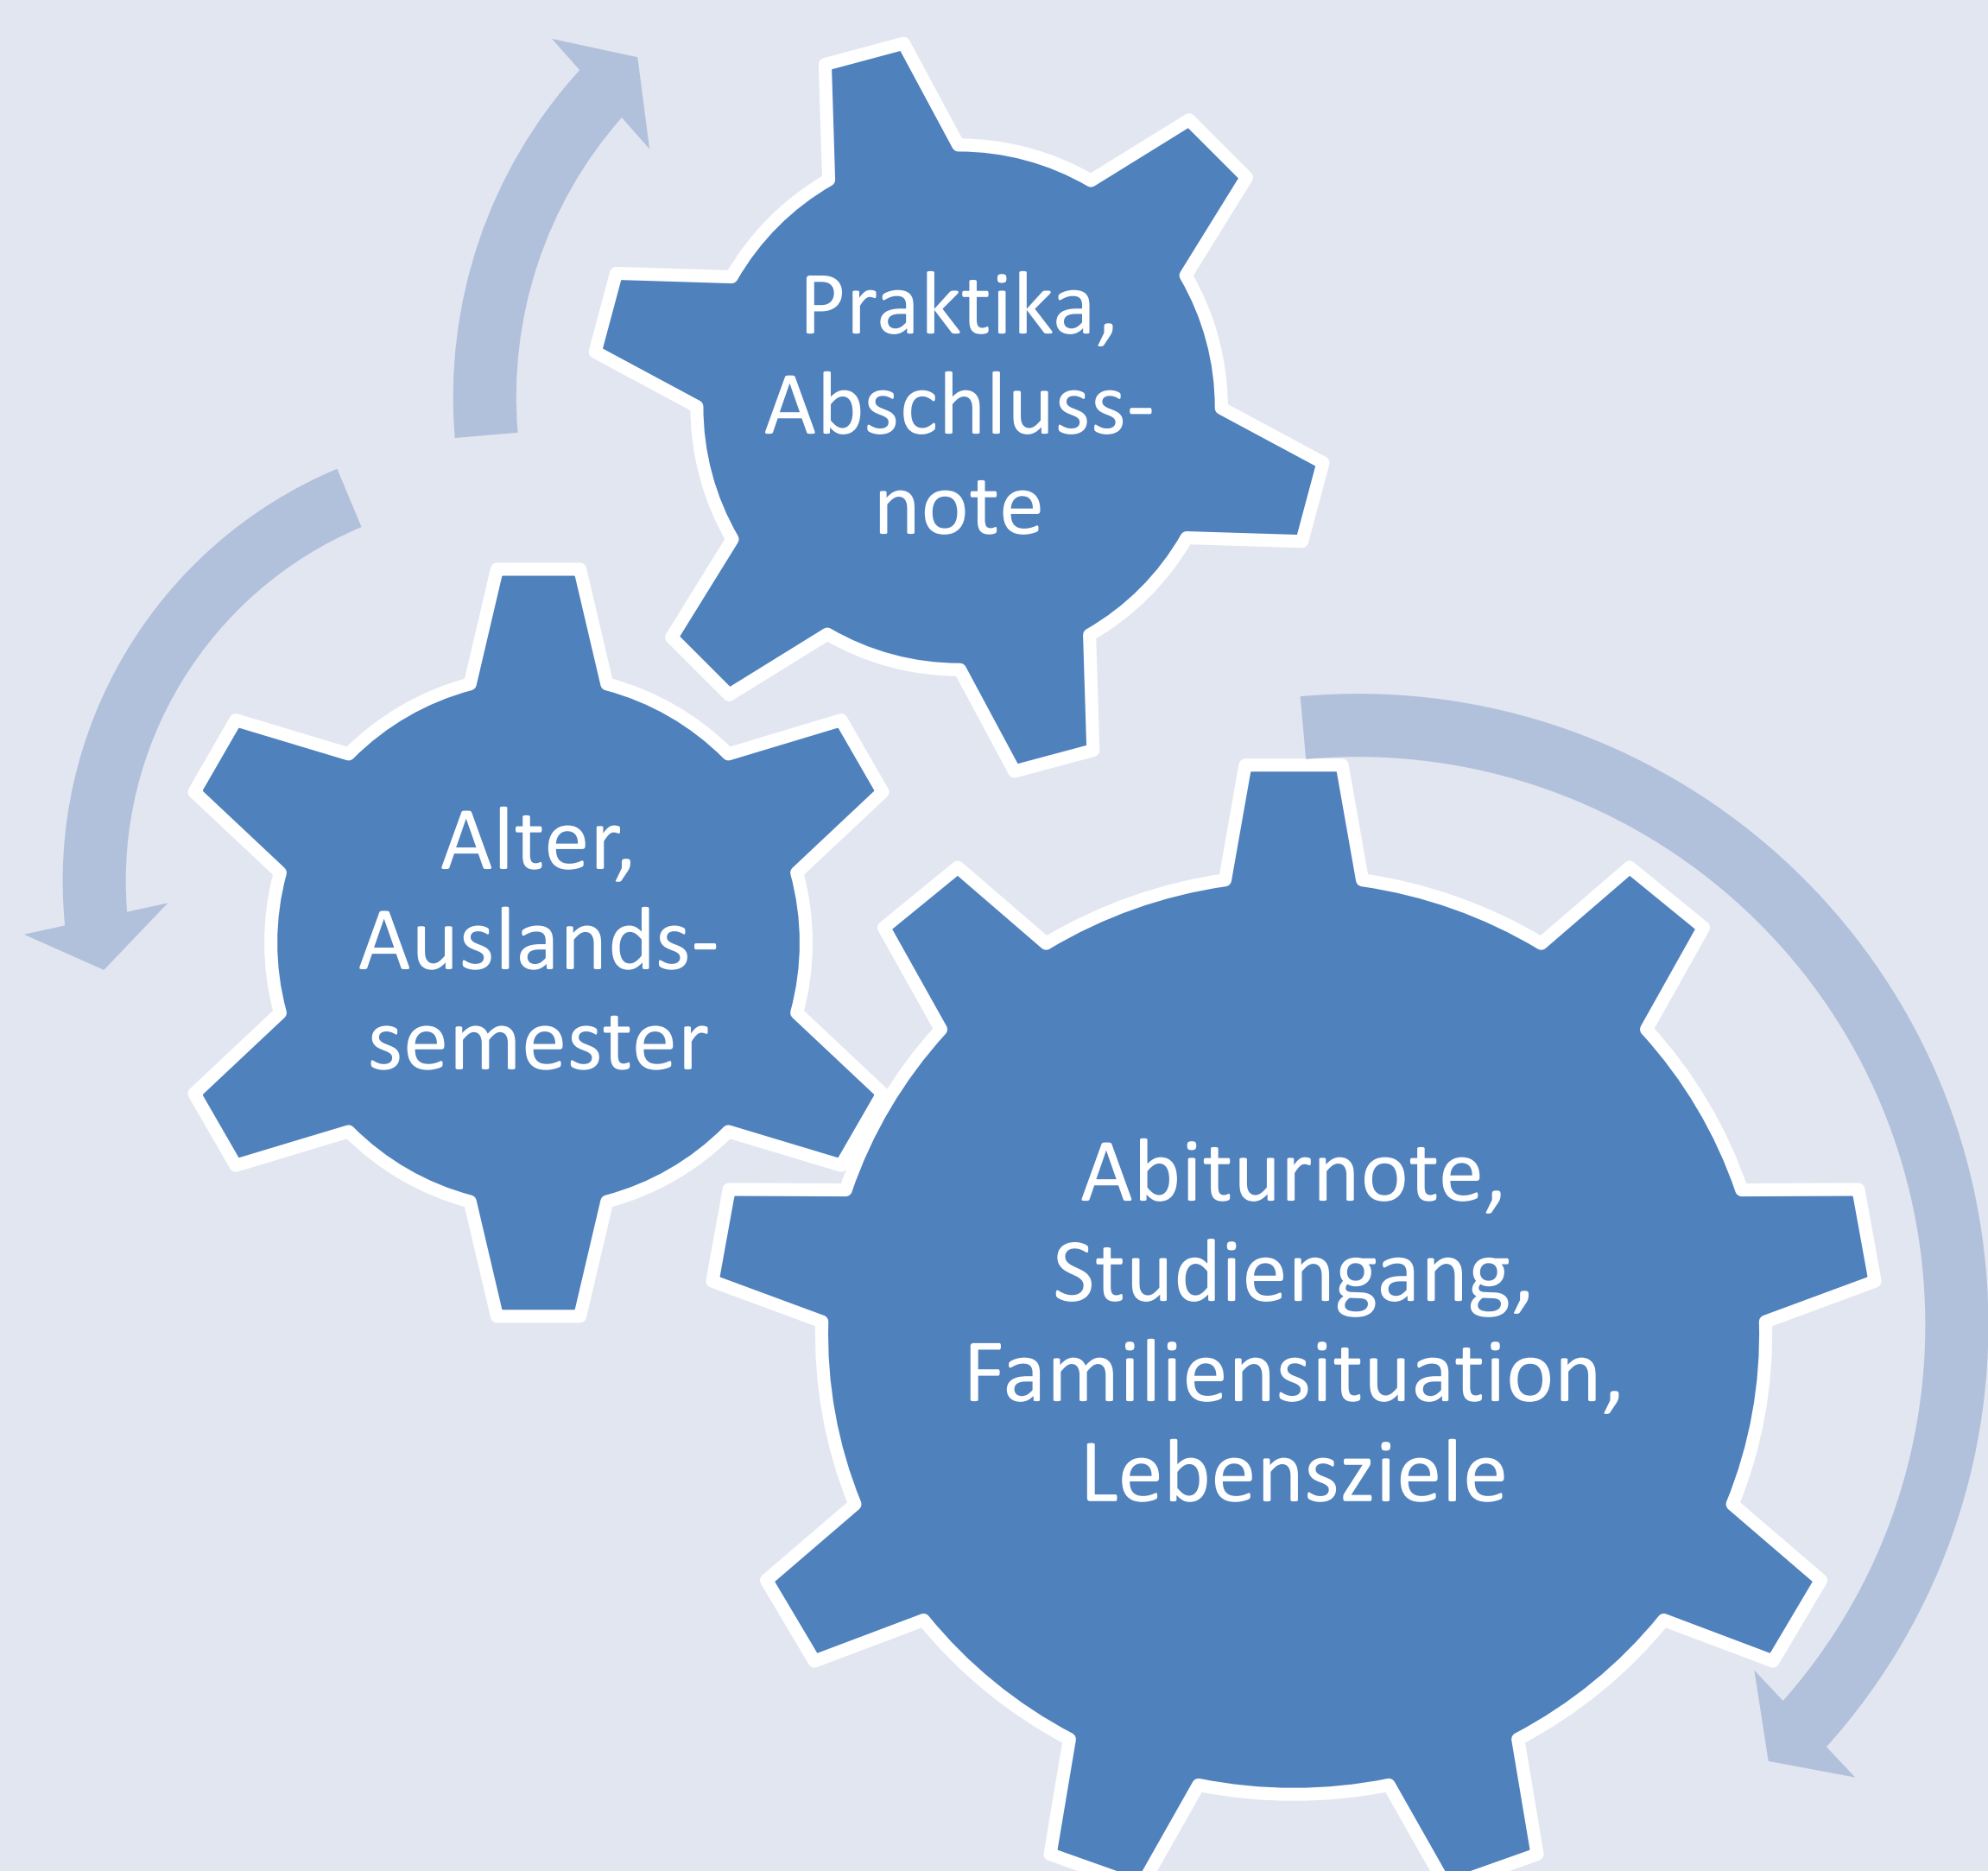 Praktika,
Abschluss-
note
Alter,
Auslands-
semester
Abiturnote,
Studiengang,
Familiensituation,
Lebensziele